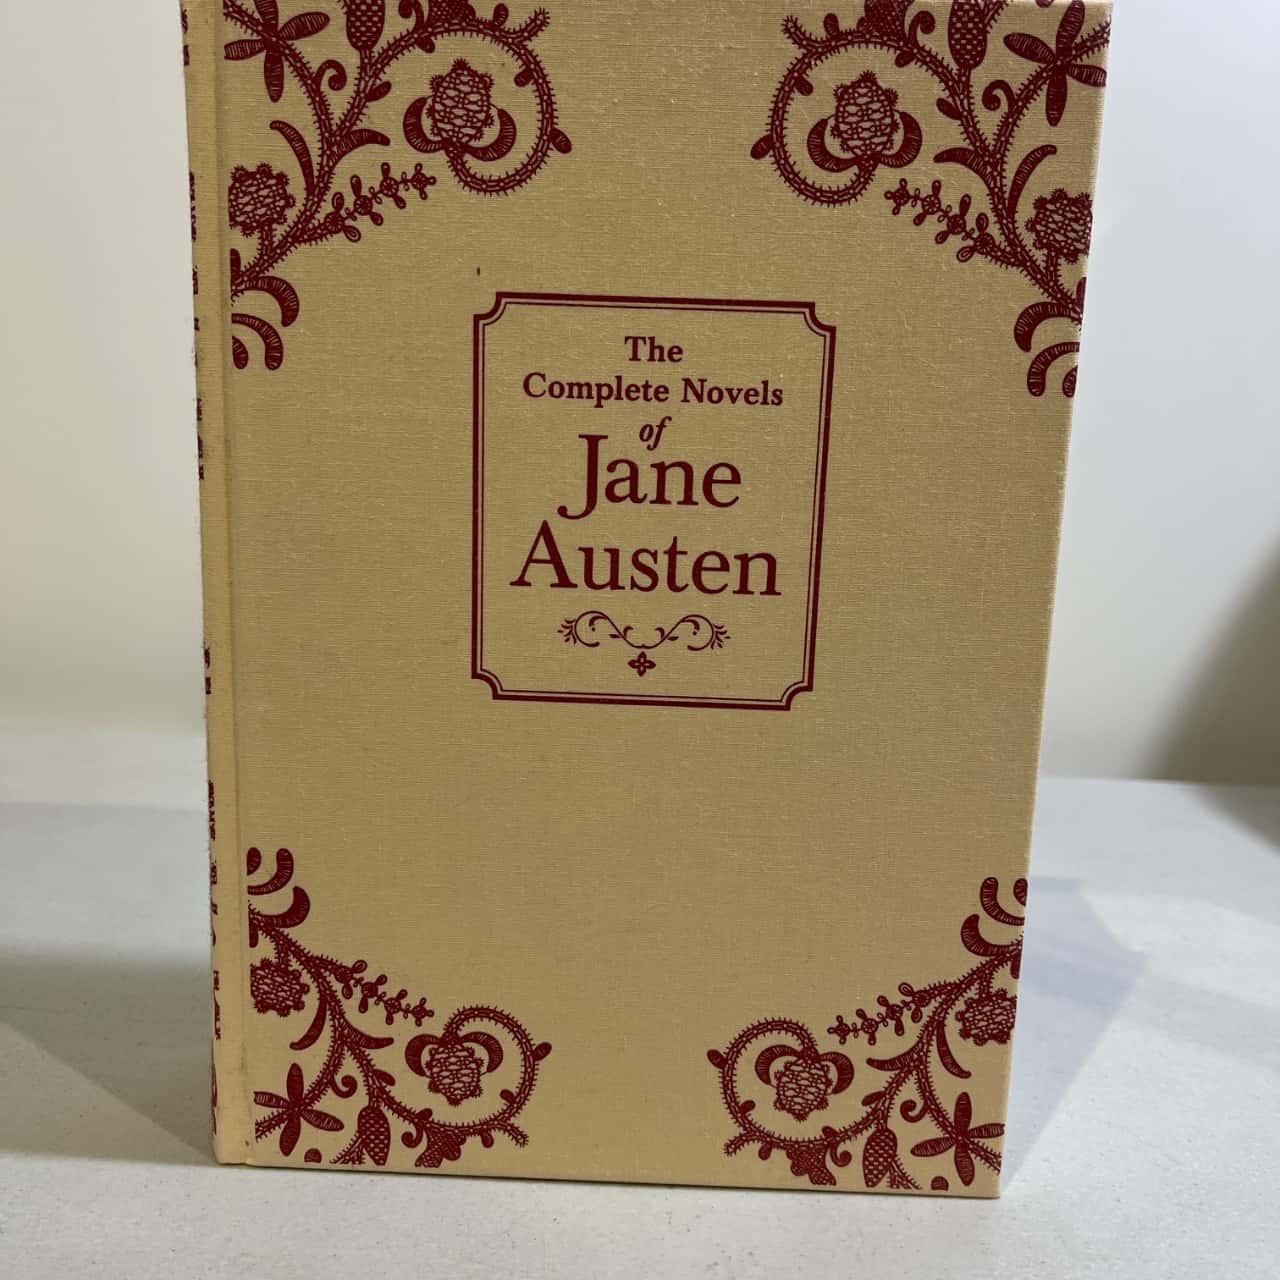 The
Complete Novels
of
Jane
Austen